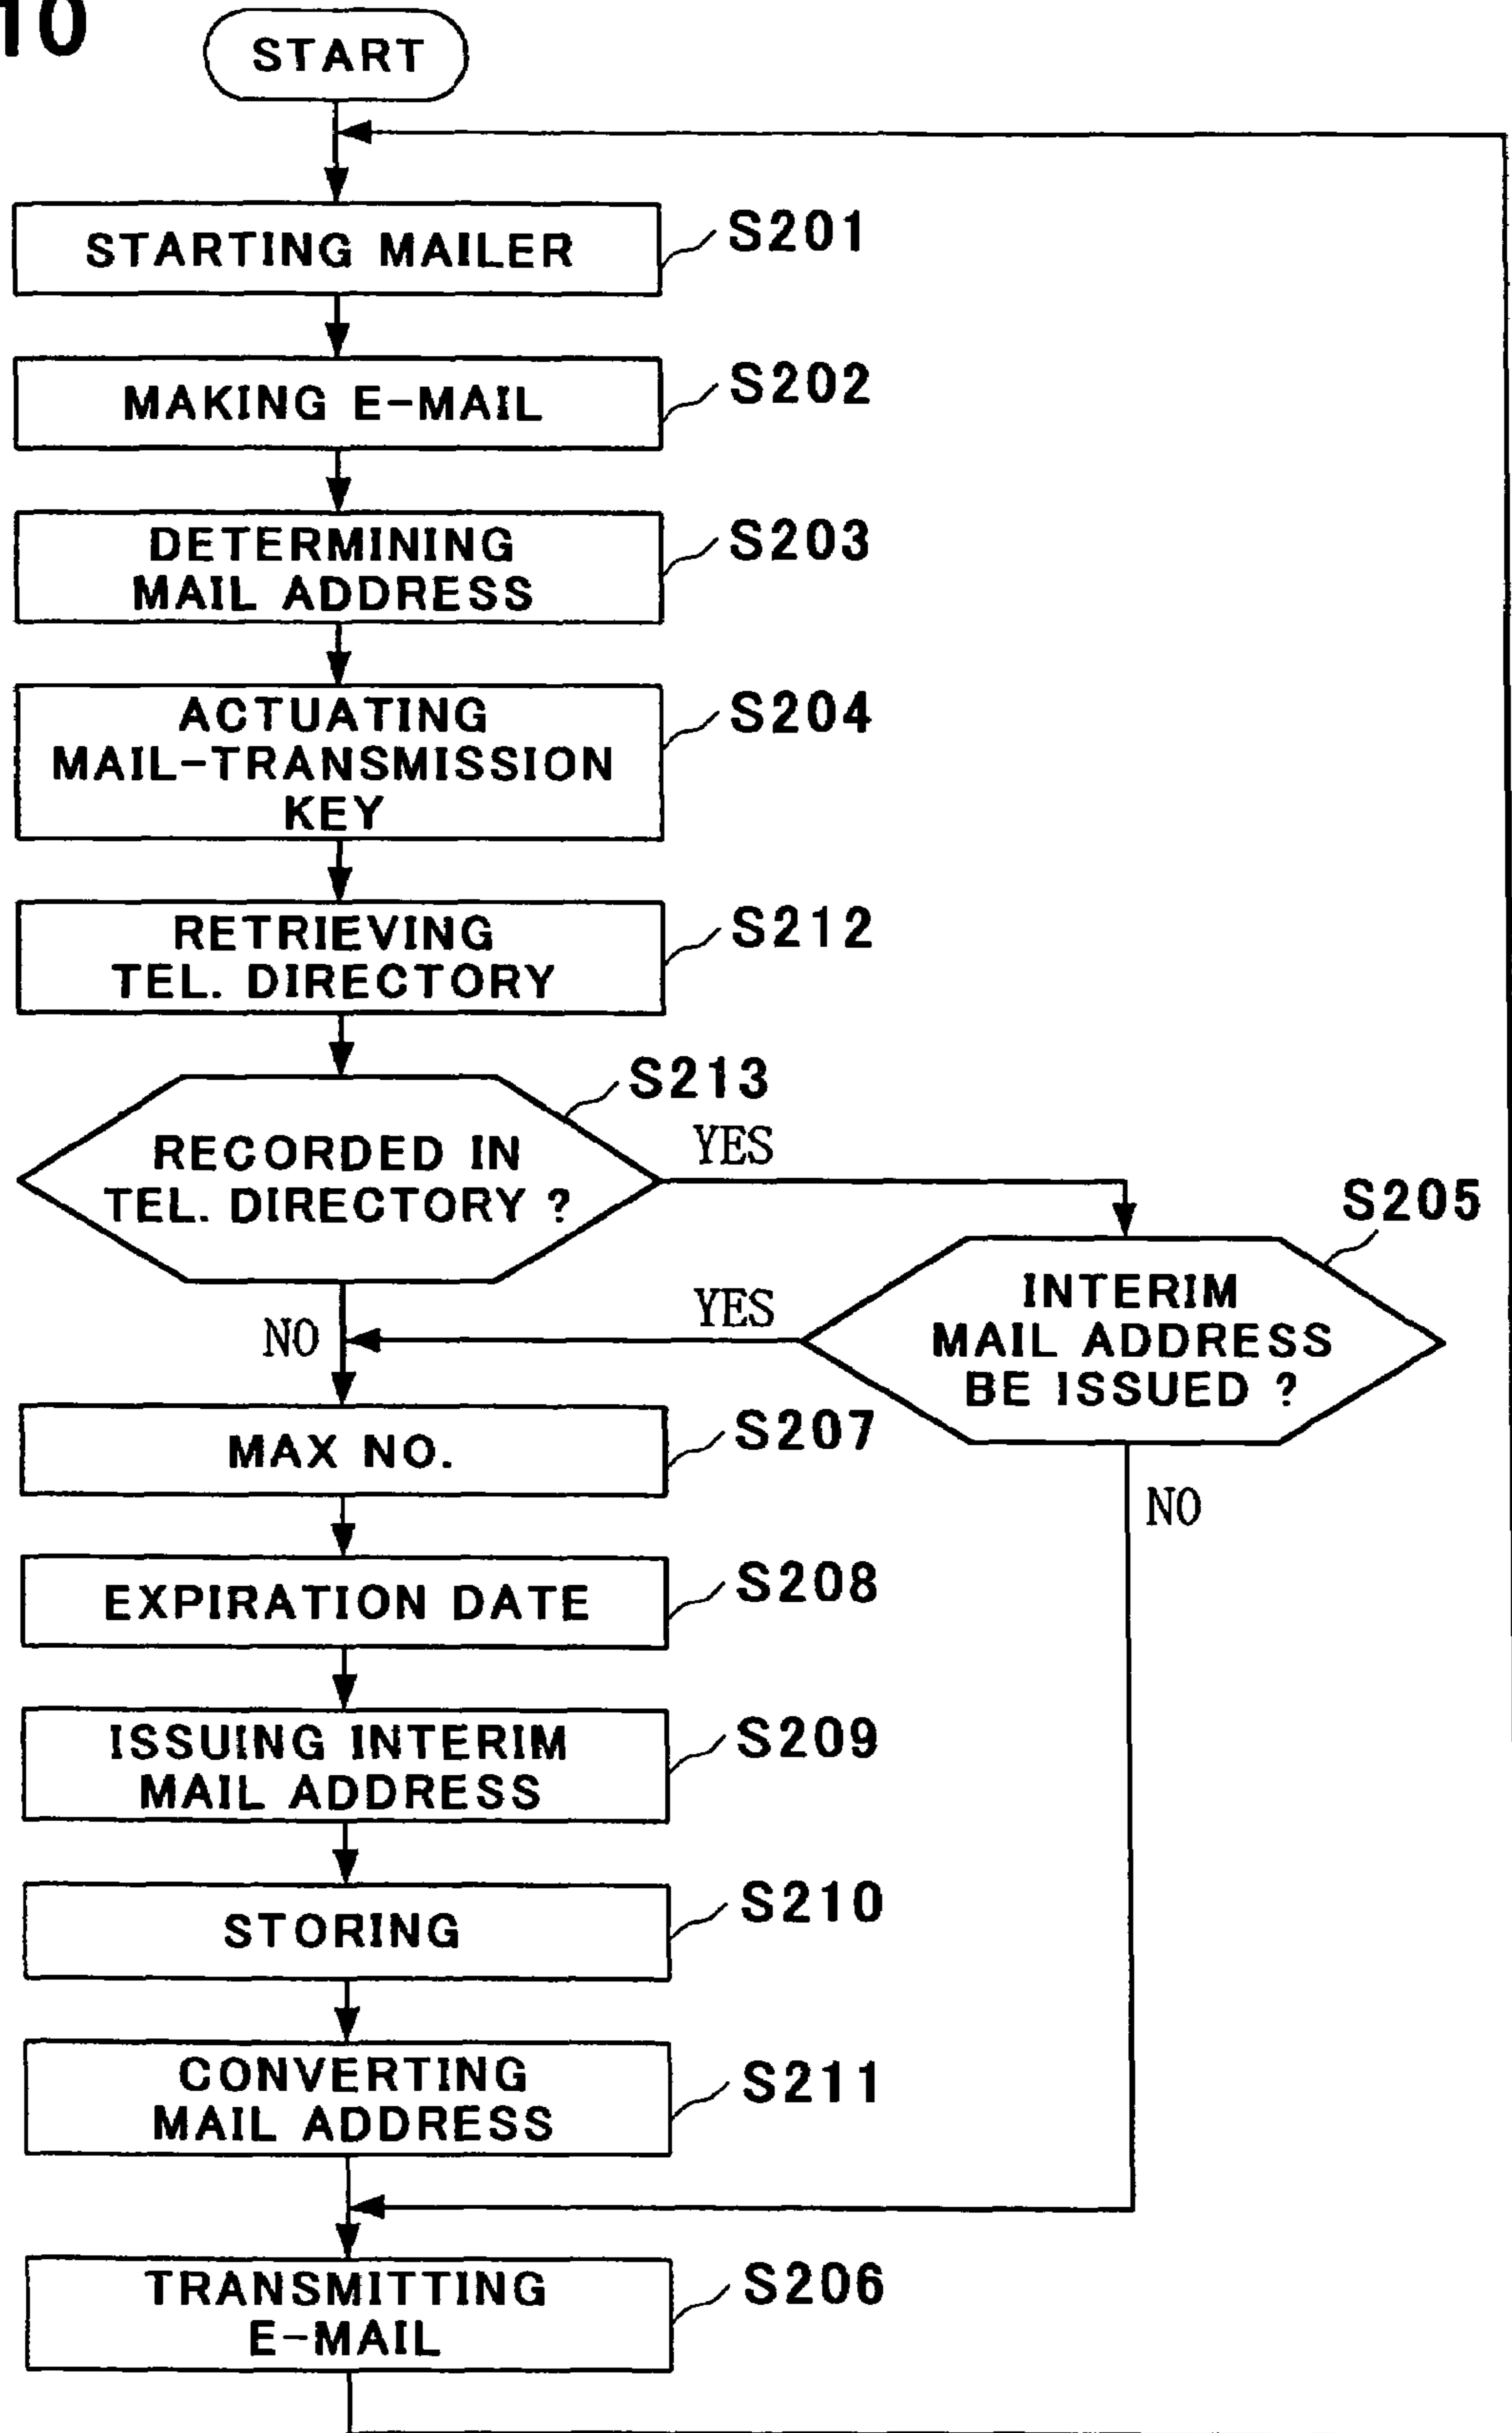 10
START
STARTING MAILER
S201
MAKING E-MAIL
S202
DETERMINING
MAIL ADDRESS
S203
ACTUATING
MAIL-TRANSMISSION
KEY
S204
RETRIEVING
TEL. DIRECTORY
S212
S213
RECORDED IN
TEL. DIRECTORY ?
YES
S205
INTERIM
MAIL ADDRESS
BE ISSUED ?
YES
NO
NO
MAX NO.
S207
EXPIRATION DATE
S208
ISSUING INTERIM
MAIL ADDRESS
S209
STORING
S210
CONVERTING
MAIL ADDRESS
S211
TRANSMITTING
E-MAIL
S206